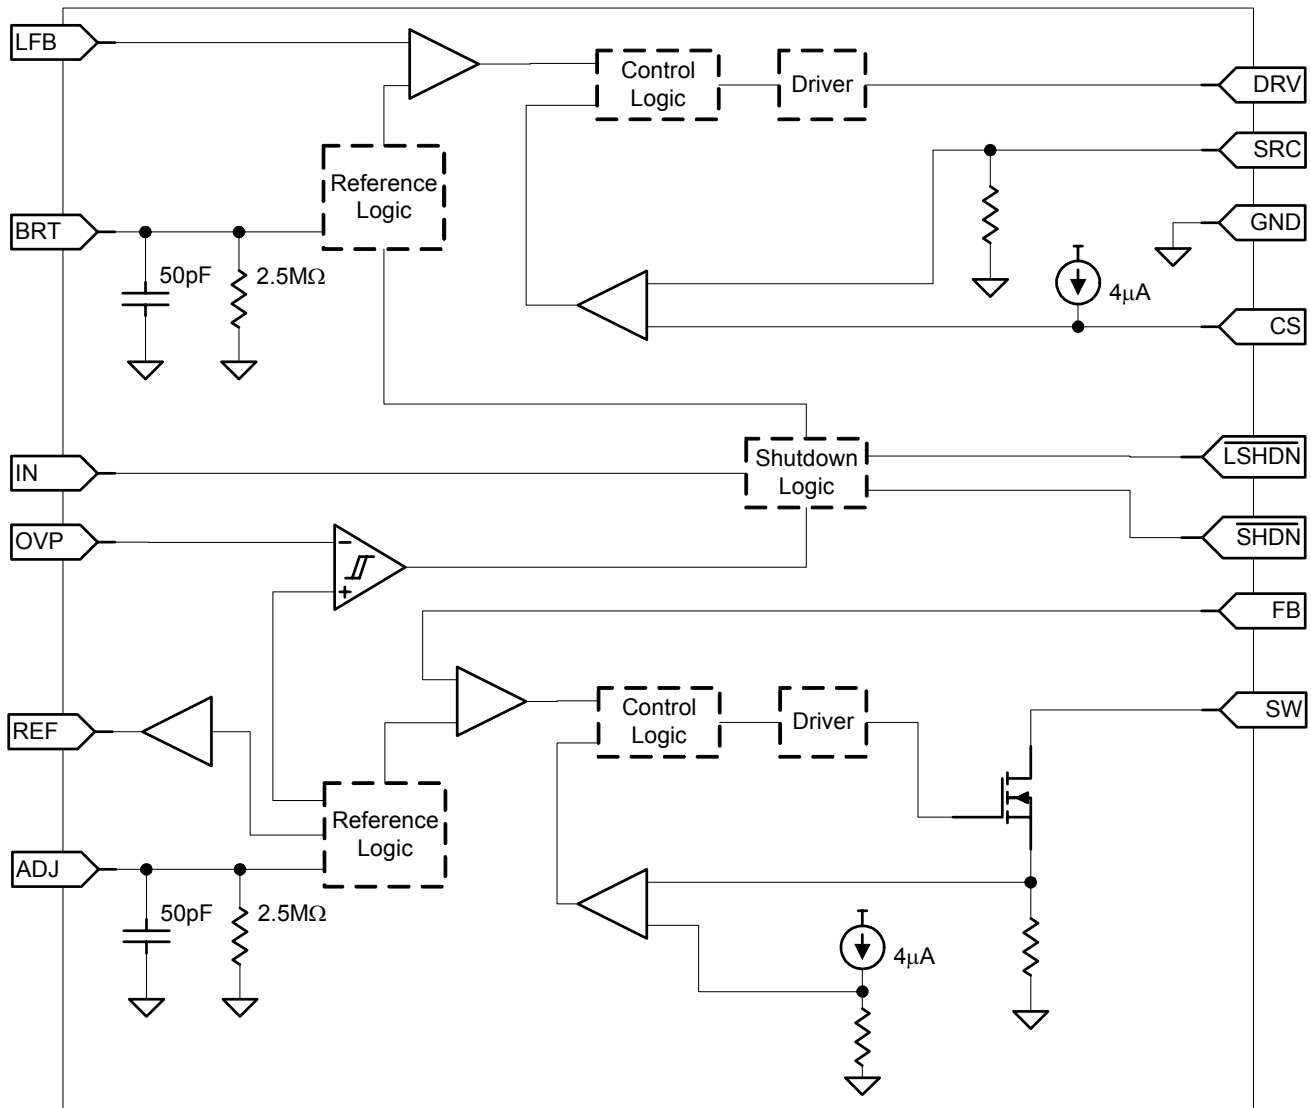 LFB
Control
Logic
Driver
DRV
SRC
Reference
Logic
BRT
GND
50pF
2.5MΩ
4μA
CS
IN
Shutdown
Logic
LSHDN
OVP
SHDN
−
+
FB
REF
Control
Logic
Driver
SW
Reference
Logic
ADJ
50pF
2.5MΩ
4μA